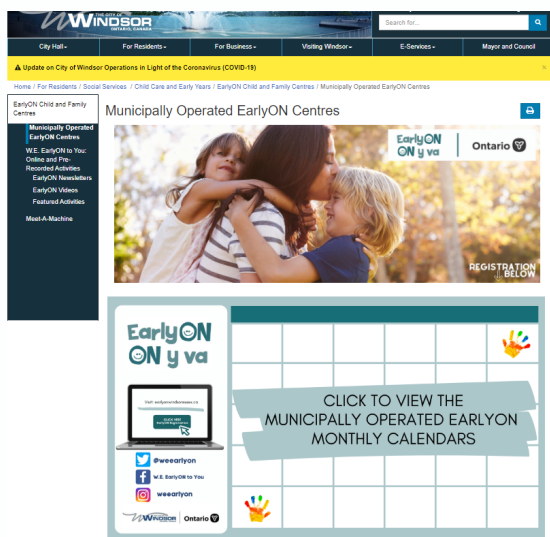 THE CITY OF
WINDSOR
ONTARIO, CANADA
Search for...
City Hall
For Residents
For Business
Visiting Windsor
E-Services
Mayor and Council
Update on City of Windsor Operations in Light of the Coronavirus (COVID-19)
×
Home / For Residents / Social Services / Child Care and Early Years / EarlyON Child and Family Centres / Municipally Operated EarlyON Centres
EarlyON Child and Family
Centres
Municipally Operated
EarlyON Centres
W.E. EarlyON to You:
Online and Pre-
Recorded Activities
EarlyON Newsletters
EarlyON Videos
Featured Activities
Meet-A-Machine
Municipally Operated EarlyON Centres
EarlyON
ON y va
Ontario
REGISTRATION
BELOW
EarlyON
ON y va
CLICK TO VIEW THE
MUNICIPALLY OPERATED EARLYON
MONTHLY CALENDARS
@weearlyon
W.E. EarlyON to You
weearlyon
WINDSOR
Ontario